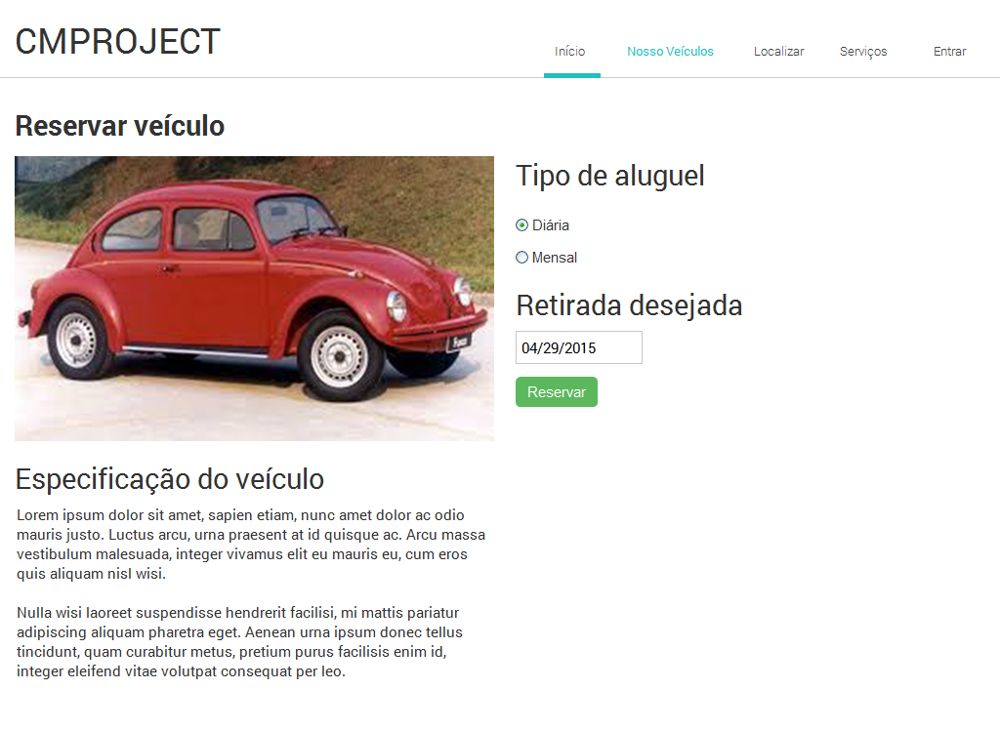 CMPROJECT
Início
Nosso Veículos
Localizar
Serviços
Entrar
Reservar veículo
Fusca
Tipo de aluguel
Diária
Mensal
Retirada desejada
04/29/2015
Reservar
Especificação do veículo
Lorem ipsum dolor sit amet, sapien etiam, nunc amet dolor ac odio
mauris justo. Luctus arcu, urna praesent at id quisque ac. Arcu massa
vestibulum malesuada, integer vivamus elit eu mauris eu, cum eros
quis aliquam nisl wisi.
Nulla wisi laoreet suspendisse hendrerit facilisi, mi mattis pariatur
adipiscing aliquam pharetra eget. Aenean urna ipsum donec tellus
tincidunt, quam curabitur metus, pretium purus facilisis enim id,
integer eleifend vitae volutpat consequat per leo.